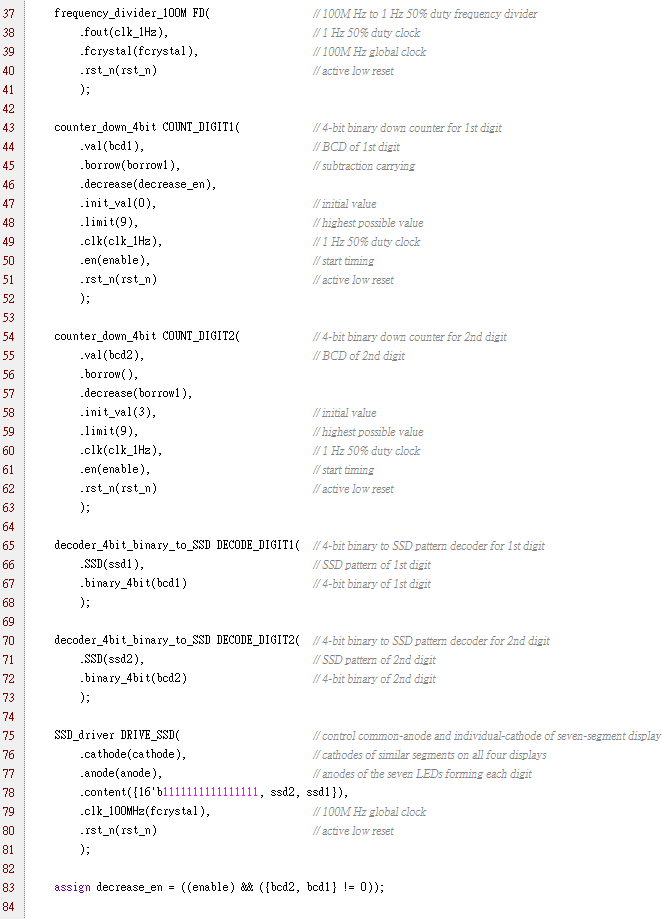 37 frequency_divider_100M FD( // 100M Hz to 1 Hz 50% duty frequency divider
38 .fout(clk_1Hz), // 1 Hz 50% duty clock
39 .fcrystal(fcrystal), // 100M Hz global clock
40 .rst_n(rst_n) // active low reset
41 );
42
43 counter_down_4bit COUNT_DIGIT1( // 4-bit binary down counter for 1st digit
44 .val(bcd1), // BCD of 1st digit
45 .borrow(borrow1), // subtraction carrying
46 .decrease(decrease_en),
47 .init_val(0), // initial value
48 .limit(9), // highest possible value
49 .clk(clk_1Hz), // 1 Hz 50% duty clock
50 .en(enable), // start timing
51 .rst_n(rst_n) // active low reset
52 );
53
54 counter_down_4bit COUNT_DIGIT2( // 4-bit binary down counter for 2nd digit
55 .val(bcd2), // BCD of 2nd digit
56 .borrow(),
57 .decrease(borrow1),
58 .init_val(3), // initial value
59 .limit(9), // highest possible value
60 .clk(clk_1Hz), // 1 Hz 50% duty clock
61 .en(enable), // start timing
62 .rst_n(rst_n) // active low reset
63 );
64
65 decoder_4bit_binary_to_SSD DECODE_DIGIT1( // 4-bit binary to SSD pattern decoder for 1st digit
66 .SSD(ssd1), // SSD pattern of 1st digit
67 .binary_4bit(bcd1) // 4-bit binary of 1st digit
68 );
69
70 decoder_4bit_binary_to_SSD DECODE_DIGIT2( // 4-bit binary to SSD pattern decoder for 2nd digit
71 .SSD(ssd2), // SSD pattern of 2nd digit
72 .binary_4bit(bcd2) // 4-bit binary of 2nd digit
73 );
74
75 SSD_driver DRIVE_SSD( // control common-anode and individual-cathode of seven-segment display
76 .cathode(cathode), // cathodes of similar segments on all four displays
77 .anode(anode), // anodes of the seven LEDs forming each digit
78 .content({16'b1111111111111111, ssd2, ssd1}),
79 .clk_100MHz(fcrystal), // 100M Hz global clock
80 .rst_n(rst_n) // active low reset
81 );
82
83 assign decrease_en = ((enable) && ({bcd2, bcd1} != 0));
84